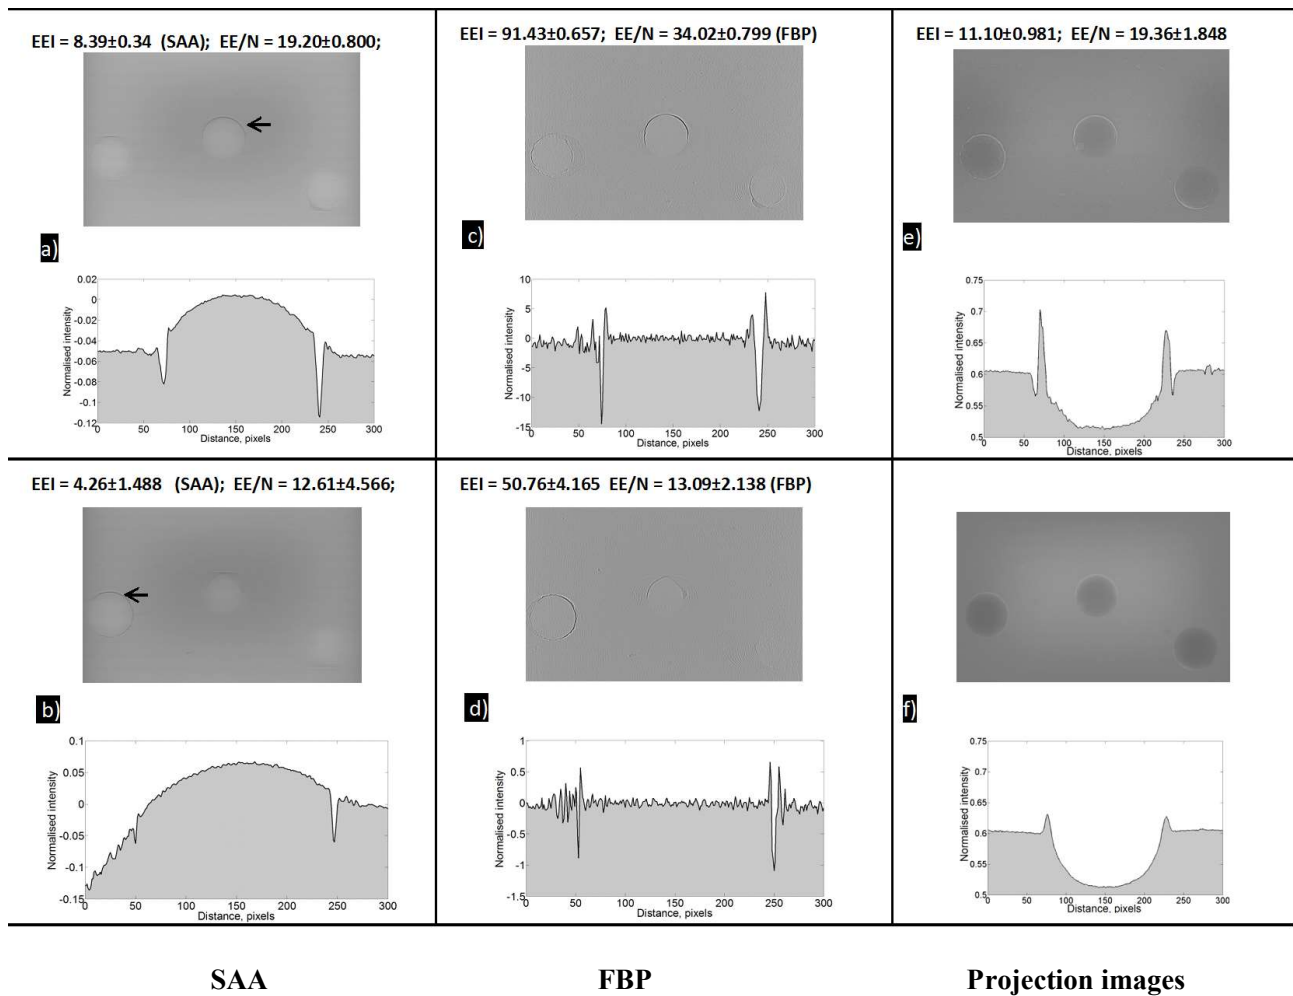 EEI = 8.39±0.34 (SAA); EE/N = 19.20±0.800;
a)
0.02
0
-0.02
-0.04
-0.06
-0.08
-0.1
-0.12
Normalised intensity
0 50 100 150 200 250 300
Distance, pixels
EEI = 91.43±0.657; EE/N = 34.02±0.799 (FBP)
c)
10
5
0
-5
-10
-15
Normalised intensity
0 50 100 150 200 250 300
Distance, pixels
EEI = 11.10±0.981; EE/N = 19.36±1.848
e)
0.75
0.7
0.65
0.6
0.55
0.5
Normalised intensity
0 50 100 150 200 250 300
Distance, pixels
EEI = 4.26±1.488 (SAA); EE/N = 12.61±4.566;
b)
0.1
0.05
0
-0.05
-0.1
-0.15
Normalised intensity
0 50 100 150 200 250 300
Distance, pixels
EEI = 50.76±4.165 EE/N = 13.09±2.138 (FBP)
d)
1
0.5
0
-0.5
-1
-1.5
Normalised intensity
0 50 100 150 200 250 300
Distance, pixels
f)
0.75
0.7
0.65
0.6
0.55
0.5
Normalised intensity
0 50 100 150 200 250 300
Distance, pixels
SAA FBP Projection images